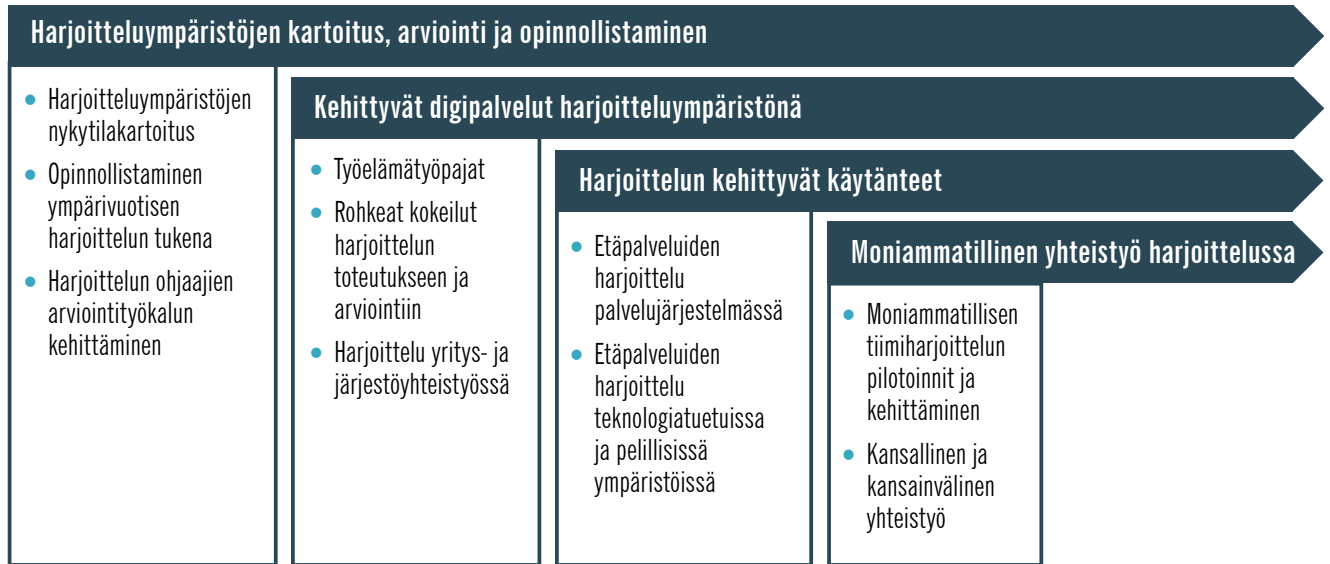 Harjoitteluympäristöjen kartoitus, arviointi ja opinnollistaminen
• Harjoitteluympäristöjen
nykytilakartoitus
• Opinnollistaminen
ympärivuotisen
harjoittelun tukena
• Harjoittelun ohjaajien
arviointityökalun
kehittäminen
Kehittyvät digipalvelut harjoitteluympäristönä
• Työelämätyöpajat
• Rohkeat kokeilut
harjoittelun
toteutukseen ja
arviointiin
• Harjoittelu yritys- ja
järjestöyhteistyössä
Harjoittelun kehittyvät käytänteet
• Etäpalveluiden
harjoittelu
palvelujärjestelmässä
• Etäpalveluiden
harjoittelu
teknologiatuetuissa
ja pelillisissä
ympäristöissä
Moniammatillinen yhteistyö harjoittelussa
• Moniammatillisen
tiimiharjoittelun
pilotoinnit ja
kehittäminen
• Kansallinen ja
kansainvälinen
yhteistyö